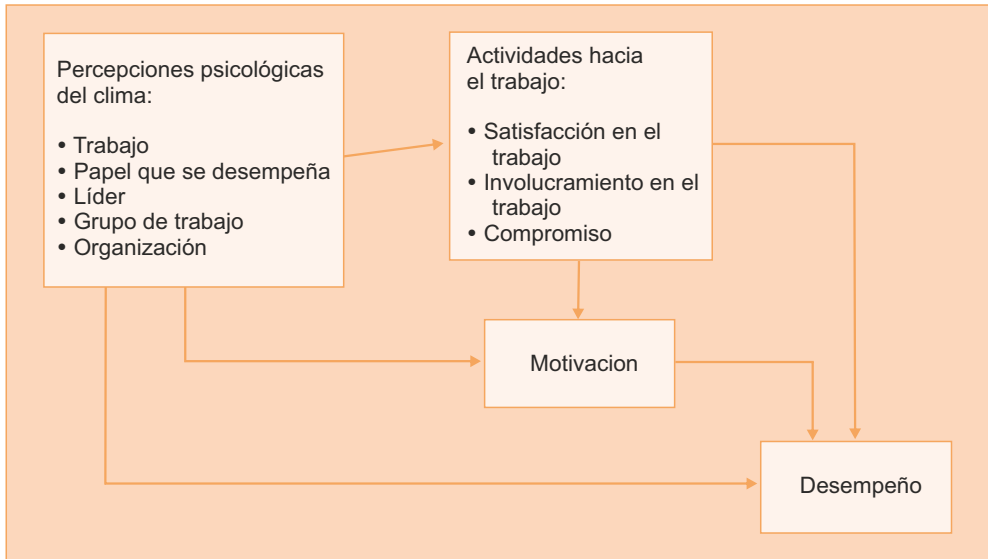 Percepciones psicológicas
del clima:
• Trabajo
• Papel que se desempeña
• Líder
• Grupo de trabajo
• Organización
Actividades hacia
el trabajo:
• Satisfacción en el
trabajo
• Involucramiento en el
trabajo
• Compromiso
Motivacion
Desempeño